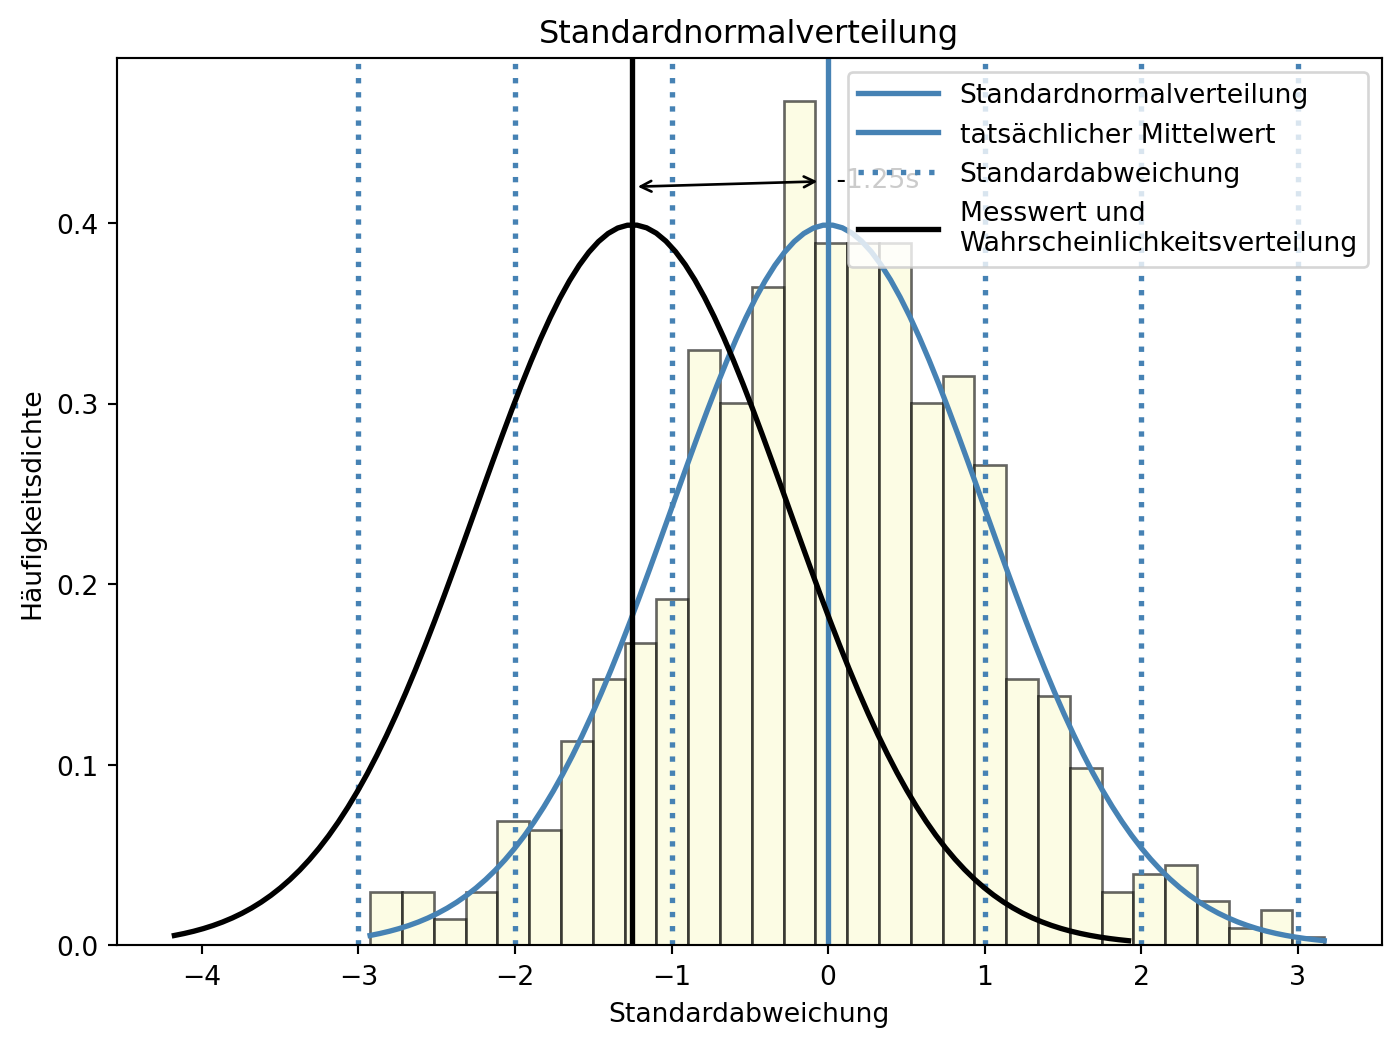 Standardnormalverteilung
Standardnormalverteilung
tatsächlicher Mittelwert
Standardabweichung
Messwert und
Wahrscheinlichkeitsverteilung
-1.25s
Häufigkeitsdichte
0.4
0.3
0.2
0.1
0.0
−4 −3 −2 −1 0 1 2 3
Standardabweichung